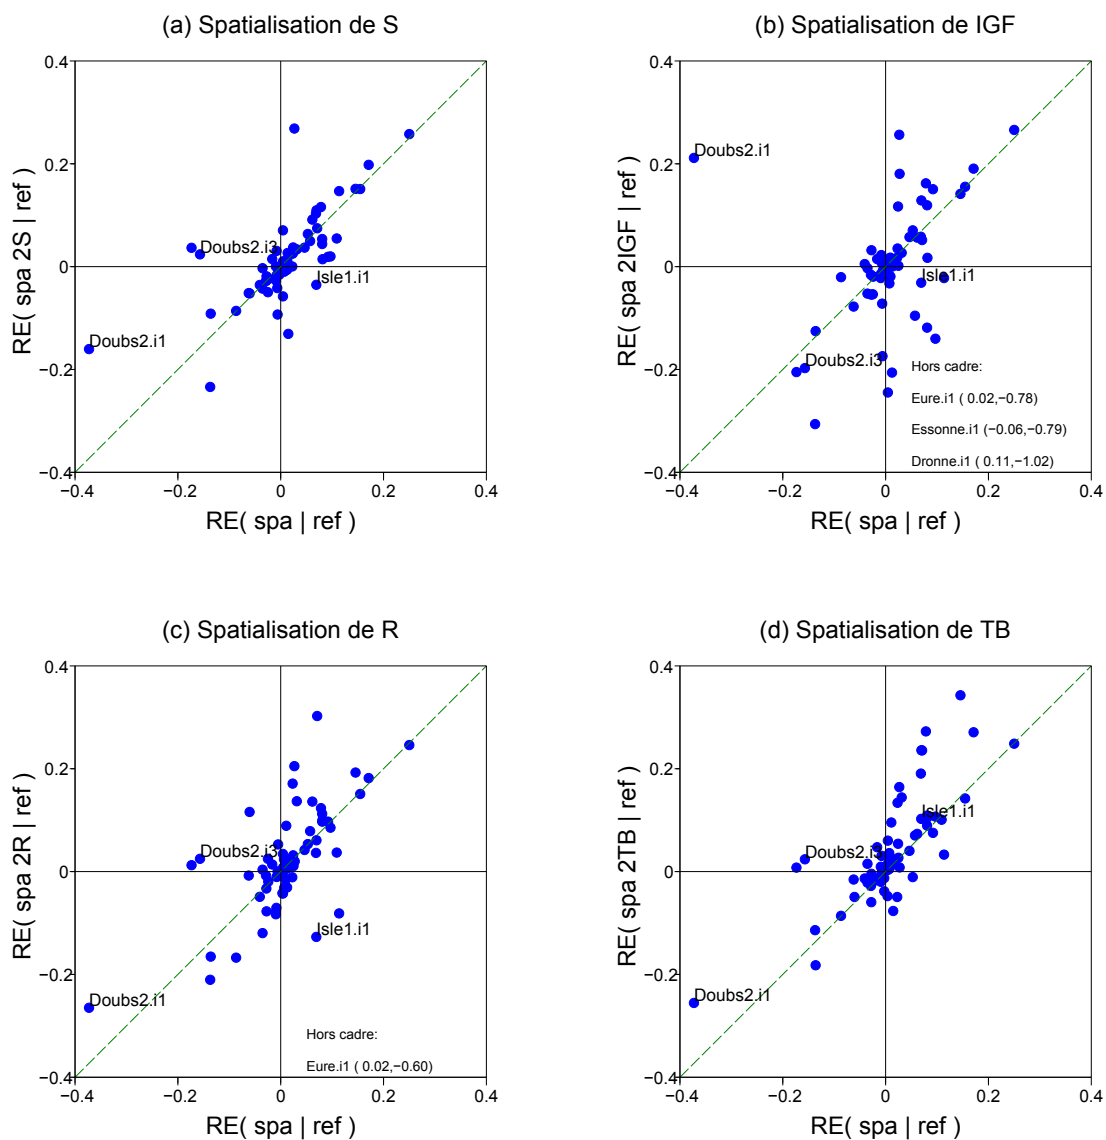 (a) Spatialisation de S
RE( spa 2S | ref )
0.4
0.2
0
−0.2
−0.4
Doubs2.i3
Isle1.i1
Doubs2.i1
−0.4
−0.2
0
0.2
0.4
RE( spa | ref )
(b) Spatialisation de IGF
RE( spa 2IGF | ref )
0.4
0.2
0
−0.2
−0.4
Doubs2.i1
Isle1.i1
Doubs2.i3
Hors cadre:
Eure.i1 ( 0.02,−0.78)
Essonne.i1 (−0.06,−0.79)
Dronne.i1 ( 0.11,−1.02)
−0.4
−0.2
0
0.2
0.4
RE( spa | ref )
(c) Spatialisation de R
RE( spa 2R | ref )
0.4
0.2
0
−0.2
−0.4
Doubs2.i3
Isle1.i1
Doubs2.i1
Hors cadre:
Eure.i1 ( 0.02,−0.60)
−0.4
−0.2
0
0.2
0.4
RE( spa | ref )
(d) Spatialisation de TB
RE( spa 2TB | ref )
0.4
0.2
0
−0.2
−0.4
Isle1.i1
Doubs2.i3
Doubs2.i1
−0.4
−0.2
0
0.2
0.4
RE( spa | ref )